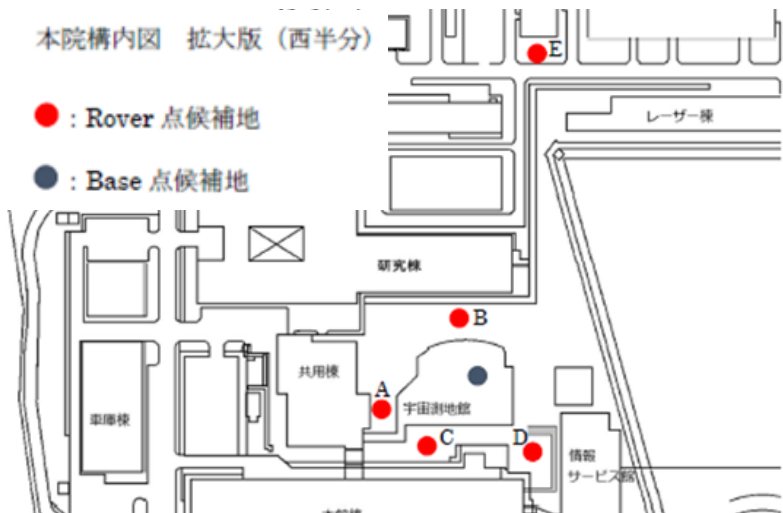 本院構内図 拡大版（西半分）
E
●：Rover 点候補地
レーザー棟
●：Base 点候補地
研究棟
B
共用棟
A
宇宙測地館
車庫棟
C
D
情報
サービス館